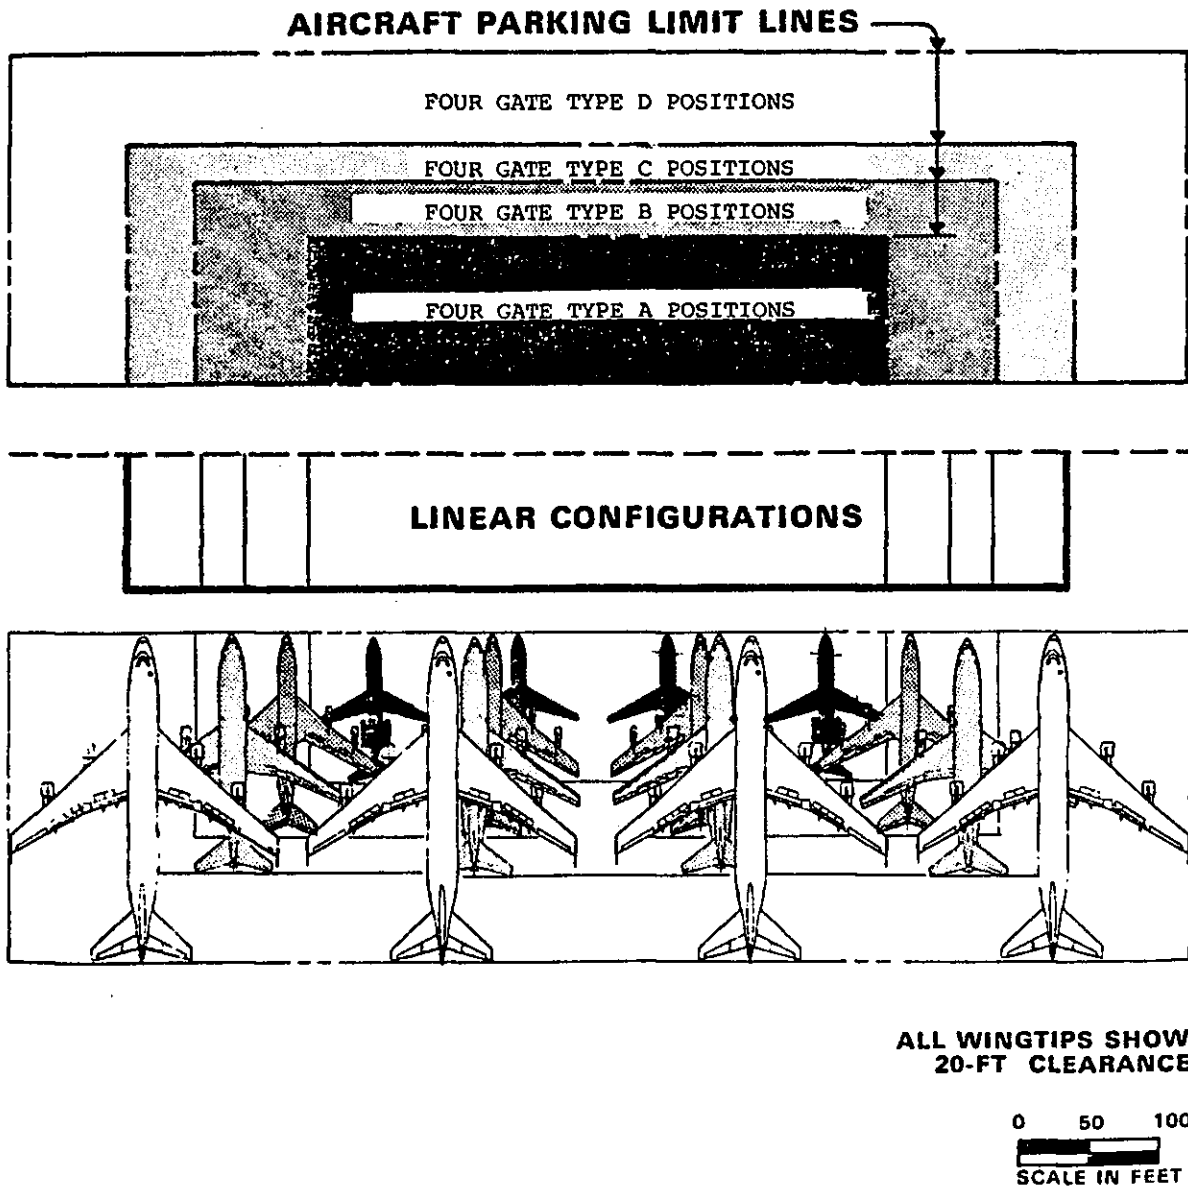 AIRCRAFT PARKING LIMIT LINES
FOUR GATE TYPE D POSITIONS
FOUR GATE TYPE C POSITIONS
FOUR GATE TYPE B POSITIONS
FOUR GATE TYPE A POSITIONS
LINEAR CONFIGURATIONS
ALL WINGTIPS SHOW
20-FT CLEARANCE
0 50 100
SCALE IN FEET